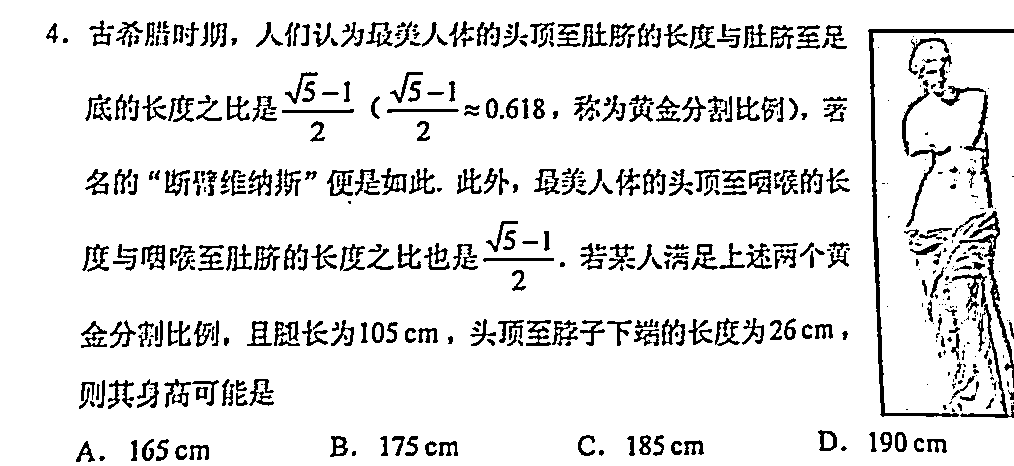 4. 古希腊时期，人们认为最美人体的头顶至肚脐的长度与肚脐至足
底的长度之比是 $\frac{\sqrt{5}-1}{2}$（$\frac{\sqrt{5}-1}{2}$≈0.618，称为黄金分割比例），著
名的“断臂维纳斯”便是如此. 此外，最美人体的头顶至咽喉的长
度与咽喉至肚脐的长度之比也是 $\frac{\sqrt{5}-1}{2}$. 若某人满足上述两个黄
金分割比例，且腿长为105 cm，头顶至脖子下端的长度为26 cm，
则其身高可能是
A. 165 cm B. 175 cm C. 185 cm D. 190 cm